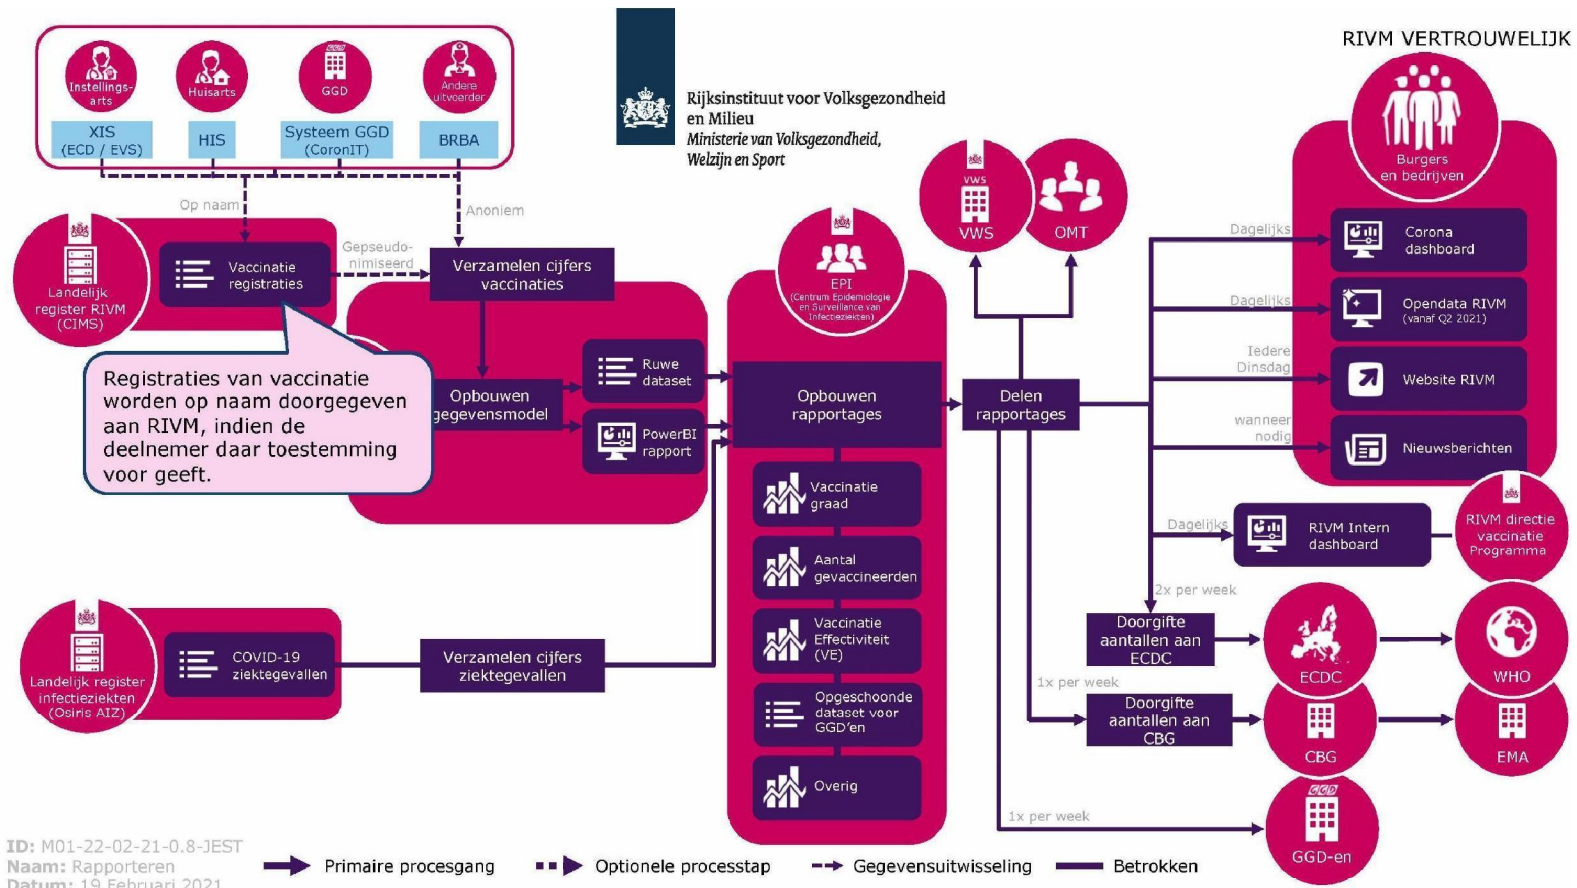 RIVM VERTROUWELIJK
Instellings-
arts
Huisarts
GGD
Andere
uitvoerder
XIS
(ECD / EVS)
HIS
Systeem GGD
(CoronIT)
BRBA
Rijksinstituut voor Volksgezondheid
en Milieu
Ministerie van Volksgezondheid,
Welzijn en Sport
Burgers
en bedrijven
vws
VWS
OMT
Op naam
Anoniem
Landelijk
register RIVM
(CIMS)
Vaccinatie
registraties
Gepseudo-
nimiseerd
Verzamelen cijfers
vaccinaties
EPI
(Centrum Epidemiologie
en Surveillance van
Infectieziekten)
Dagelijks
Corona
dashboard
Dagelijks
Opendata RIVM
(vanaf Q2 2021)
Iedere
Dinsdag
Website RIVM
wanneer
nodig
Nieuwsberichten
Registraties van vaccinatie
worden op naam doorgegeven
aan RIVM, indien de
deelnemer daar toestemming
voor geeft.
Opbouwen
gegevensmodel
Ruwe
dataset
PowerBI
rapport
Opbouwen
rapportages
Delen
rapportages
Vaccinatie
graad
Aantal
gevaccineerden
Vaccinatie
Effectiviteit
(VE)
Opgeschoonde
dataset voor
GGD'en
Overig
Dagelijks
RIVM Intern
dashboard
RIVM directie
vaccinatie
Programma
2x per week
Doorgifte
aantallen aan
ECDC
ECDC
WHO
1x per week
Doorgifte
aantallen aan
CBG
CBG
EMA
1x per week
GGD
GGD-en
Landelijk register
infectieziekten
(Osiris AIZ)
COVID-19
ziektegevallen
Verzamelen cijfers
ziektegevallen
ID: M01-22-02-21-0.8-JEST
Naam: Rapporteren
Datum: 19 Februari 2021
Primaire procesgang
Optionele processtap
Gegevensuitwisseling
Betrokken